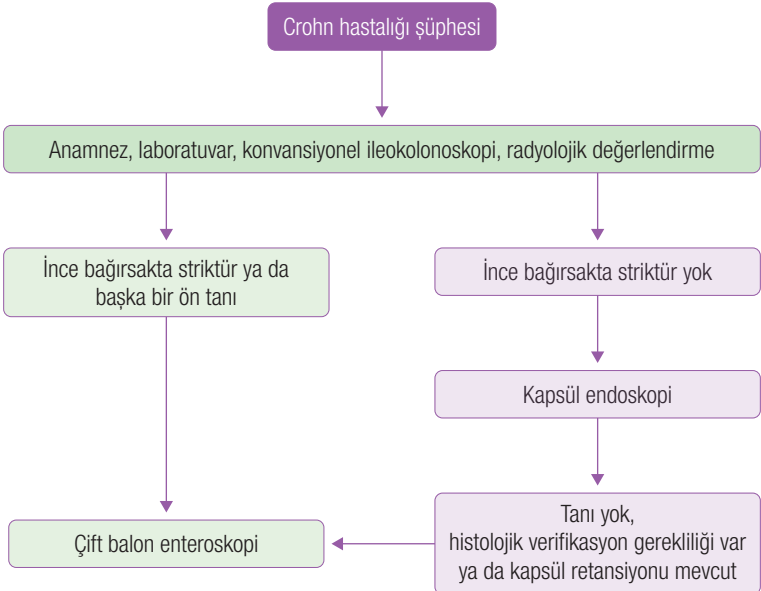 Crohn hastalığı şüphesi
Anamnez, laboratuvar, konvansiyonel ileokolonoskopi, radyolojik değerlendirme
İnce bağırsakta striktür ya da
başka bir ön tanı
İnce bağırsakta striktür yok
Kapsül endoskopi
Çift balon enteroskopi
Tanı yok,
histolojik verifikasyon gerekliliği var
ya da kapsül retansiyonu mevcut